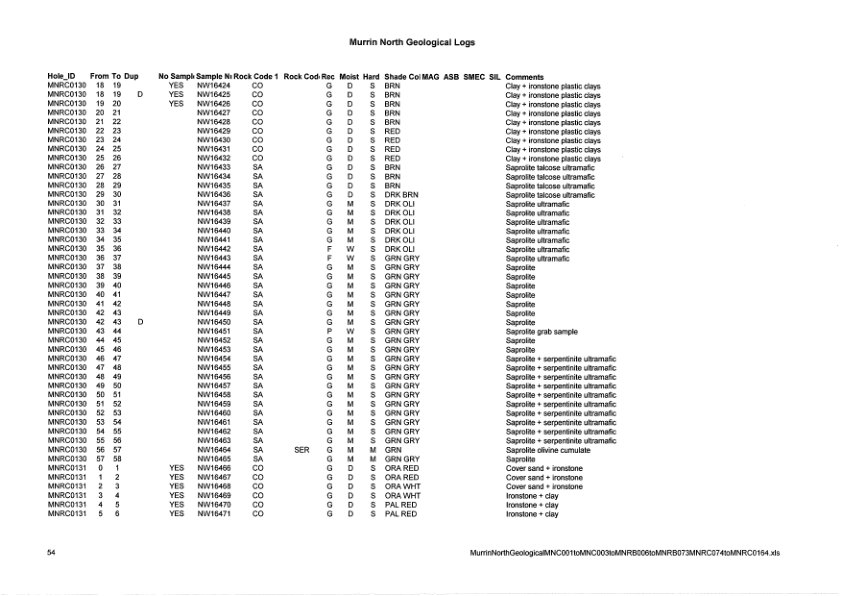 Murrin North Geological Logs
Hole_ID From To Dup No Sampl Sample Nu Rock Code 1 Rock Cod Rec Moist Hard Shade Col MAG ASB SMEC SIL Comments
MNRC0130 18 19 YES NW16424 CO G D S BRN Clay + ironstone plastic clays
MNRC0130 18 19 D YES NW16425 CO G D S BRN Clay + ironstone plastic clays
MNRC0130 19 20 YES NW16426 CO G D S BRN Clay + ironstone plastic clays
MNRC0130 20 21 NW16427 CO G D S BRN Clay + ironstone plastic clays
MNRC0130 21 22 NW16428 CO G D S BRN Clay + ironstone plastic clays
MNRC0130 22 23 NW16429 CO G D S RED Clay + ironstone plastic clays
MNRC0130 23 24 NW16430 CO G D S RED Clay + ironstone plastic clays
MNRC0130 24 25 NW16431 CO G D S RED Clay + ironstone plastic clays
MNRC0130 25 26 NW16432 CO G D S RED Clay + ironstone plastic clays
MNRC0130 26 27 NW16433 SA G D S BRN Saprolite talcose ultramafic
MNRC0130 27 28 NW16434 SA G D S BRN Saprolite talcose ultramafic
MNRC0130 28 29 NW16435 SA G D S BRN Saprolite talcose ultramafic
MNRC0130 29 30 NW16436 SA G D S DRK BRN Saprolite talcose ultramafic
MNRC0130 30 31 NW16437 SA G M S DRK OLI Saprolite ultramafic
MNRC0130 31 32 NW16438 SA G M S DRK OLI Saprolite ultramafic
MNRC0130 32 33 NW16439 SA G M S DRK OLI Saprolite ultramafic
MNRC0130 33 34 NW16440 SA G M S DRK OLI Saprolite ultramafic
MNRC0130 34 35 NW16441 SA G M S DRK OLI Saprolite ultramafic
MNRC0130 35 36 NW16442 SA F W S DRK OLI Saprolite ultramafic
MNRC0130 36 37 NW16443 SA F W S GRN GRY Saprolite ultramafic
MNRC0130 37 38 NW16444 SA G M S GRN GRY Saprolite
MNRC0130 38 39 NW16445 SA G M S GRN GRY Saprolite
MNRC0130 39 40 NW16446 SA G M S GRN GRY Saprolite
MNRC0130 40 41 NW16447 SA G M S GRN GRY Saprolite
MNRC0130 41 42 NW16448 SA G M S GRN GRY Saprolite
MNRC0130 42 43 NW16449 SA G M S GRN GRY Saprolite
MNRC0130 42 43 D NW16450 SA G M S GRN GRY Saprolite
MNRC0130 43 44 NW16451 SA P W S GRN GRY Saprolite grab sample
MNRC0130 44 45 NW16452 SA G M S GRN GRY Saprolite
MNRC0130 45 46 NW16453 SA G M S GRN GRY Saprolite
MNRC0130 46 47 NW16454 SA G M S GRN GRY Saprolite + serpentinite ultramafic
MNRC0130 47 48 NW16455 SA G M S GRN GRY Saprolite + serpentinite ultramafic
MNRC0130 48 49 NW16456 SA G M S GRN GRY Saprolite + serpentinite ultramafic
MNRC0130 49 50 NW16457 SA G M S GRN GRY Saprolite + serpentinite ultramafic
MNRC0130 50 51 NW16458 SA G M S GRN GRY Saprolite + serpentinite ultramafic
MNRC0130 51 52 NW16459 SA G M S GRN GRY Saprolite + serpentinite ultramafic
MNRC0130 52 53 NW16460 SA G M S GRN GRY Saprolite + serpentinite ultramafic
MNRC0130 53 54 NW16461 SA G M S GRN GRY Saprolite + serpentinite ultramafic
MNRC0130 54 55 NW16462 SA G M S GRN GRY Saprolite + serpentinite ultramafic
MNRC0130 55 56 NW16463 SA G M S GRN GRY Saprolite + serpentinite ultramafic
MNRC0130 56 57 NW16464 SA SER G M M GRN Saprolite olivine cumulate
MNRC0130 57 58 NW16465 SA G M M GRN GRY Saprolite
MNRC0131 0 1 YES NW16466 CO G D S ORA RED Cover sand + ironstone
MNRC0131 1 2 YES NW16467 CO G D S ORA RED Cover sand + ironstone
MNRC0131 2 3 YES NW16468 CO G D S ORA WHT Cover sand + ironstone
MNRC0131 3 4 YES NW16469 CO G D S ORA WHT Ironstone + clay
MNRC0131 4 5 YES NW16470 CO G D S PAL RED Ironstone + clay
MNRC0131 5 6 YES NW16471 CO G D S PAL RED Ironstone + clay
54 MurrinNorthGeologicalMNC001toMNC003toMNRB006toMNRB073MNRC074toMNRC0164.xls